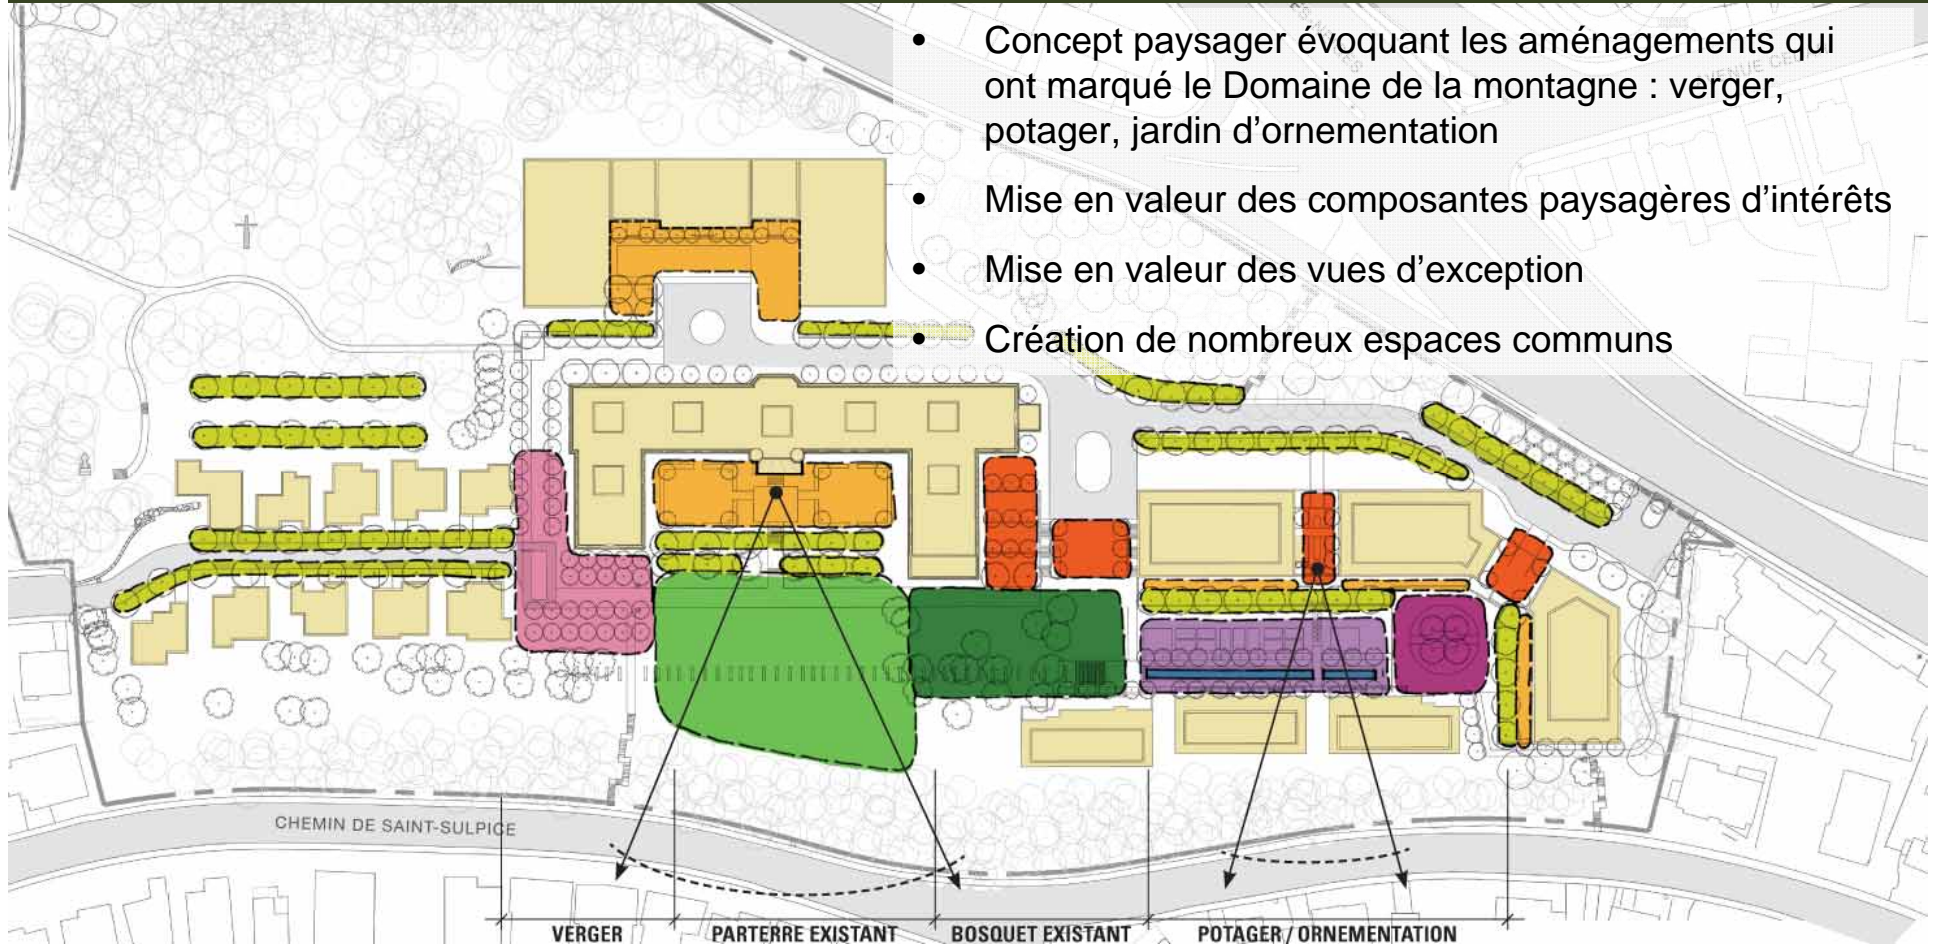 • Concept paysager évoquant les aménagements qui
ont marqué le Domaine de la montagne : verger,
potager, jardin d’ornementation
• Mise en valeur des composantes paysagères d’intérêts
• Mise en valeur des vues d’exception
• Création de nombreux espaces communs
CHEMIN DE SAINT-SULPICE
VERGER
PARTERRE EXISTANT
BOSQUET EXISTANT
POTAGER / ORNEMENTATION